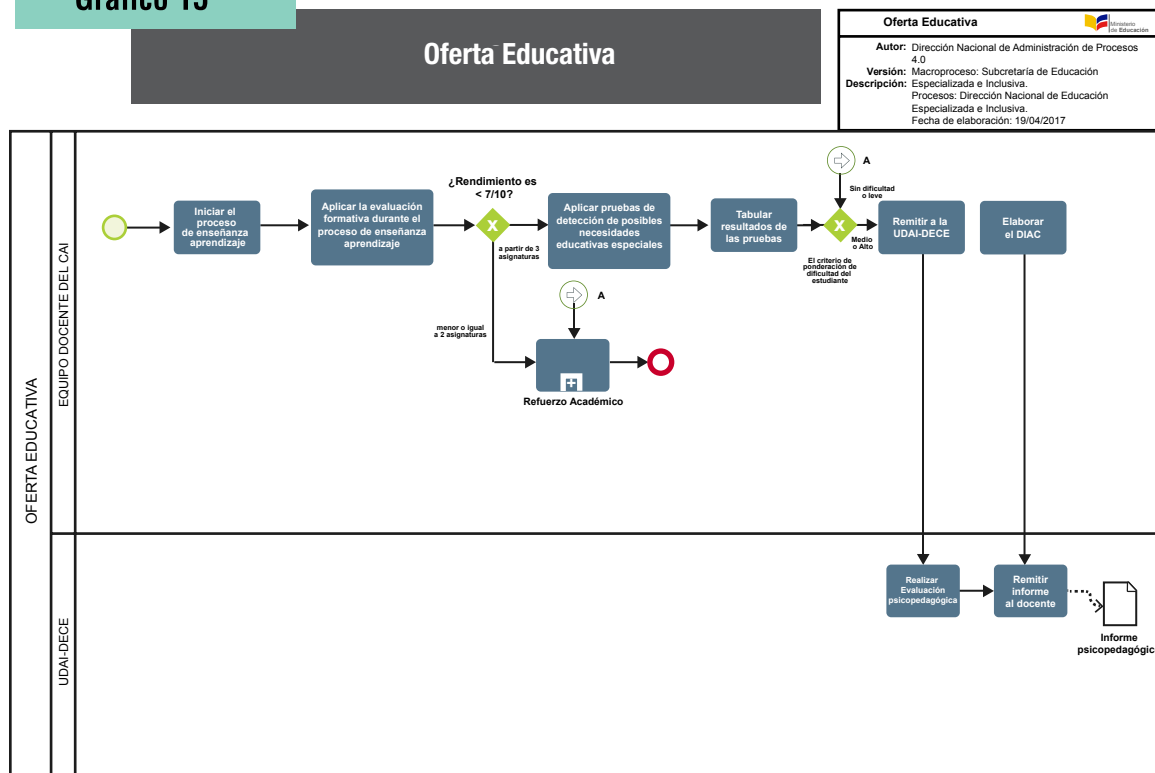 Gráfico 15
Oferta Educativa
Oferta Educativa
Ministerio
de Educación
Autor: Dirección Nacional de Administración de Procesos
4.0
Versión: Macroproceso: Subcretaría de Educación
Descripción: Especializada e Inclusiva.
Procesos: Dirección Nacional de Educación
Especializada e Inclusiva.
Fecha de elaboración: 19/04/2017
OFERTA EDUCATIVA
EQUIPO DOCENTE DEL CAI
Iniciar el
proceso
de enseñanza
aprendizaje
Aplicar la evaluación
formativa durante el
proceso de enseñanza
aprendizaje
¿Rendimiento es
< 7/10?
X
a partir de 3
asignaturas
menor o igual
a 2 asignaturas
Aplicar pruebas de
detección de posibles
necesidades
educativas especiales
A
Refuerzo Académico
Tabular
resultados de
las pruebas
A
Sin dificultad
o leve
X
Medio
o Alto
El criterio de
ponderación de
dificultad del
estudiante
Remitir a la
UDAI-DECE
Elaborar
el DIAC
UDAI-DECE
Realizar
Evaluación
psicopedagógica
Remitir
informe
al docente
Informe
psicopedagógic